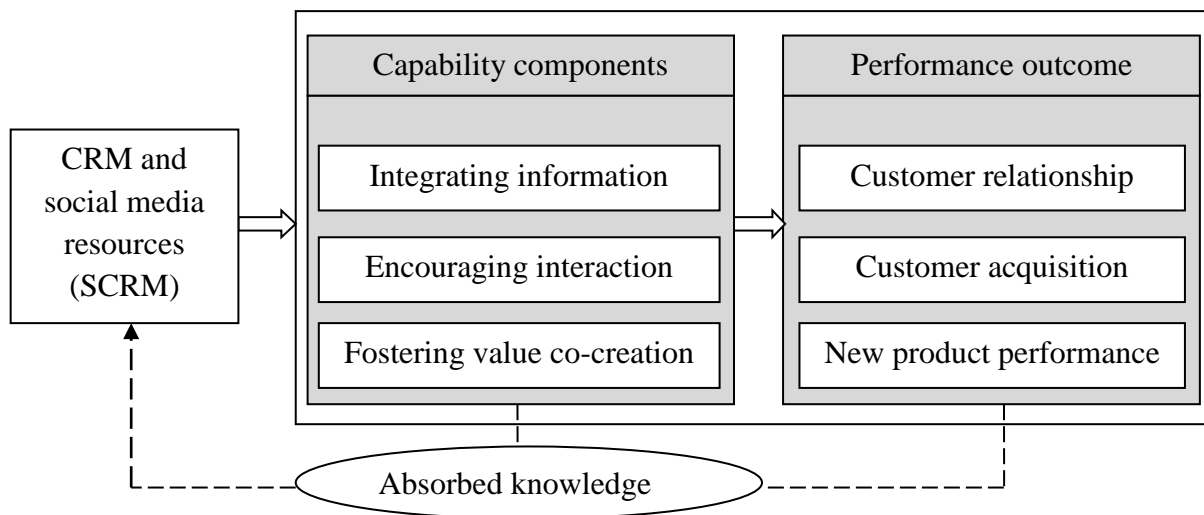 CRM and
social media
resources
(SCRM)
Capability components
Integrating information
Encouraging interaction
Fostering value co-creation
Performance outcome
Customer relationship
Customer acquisition
New product performance
Absorbed knowledge